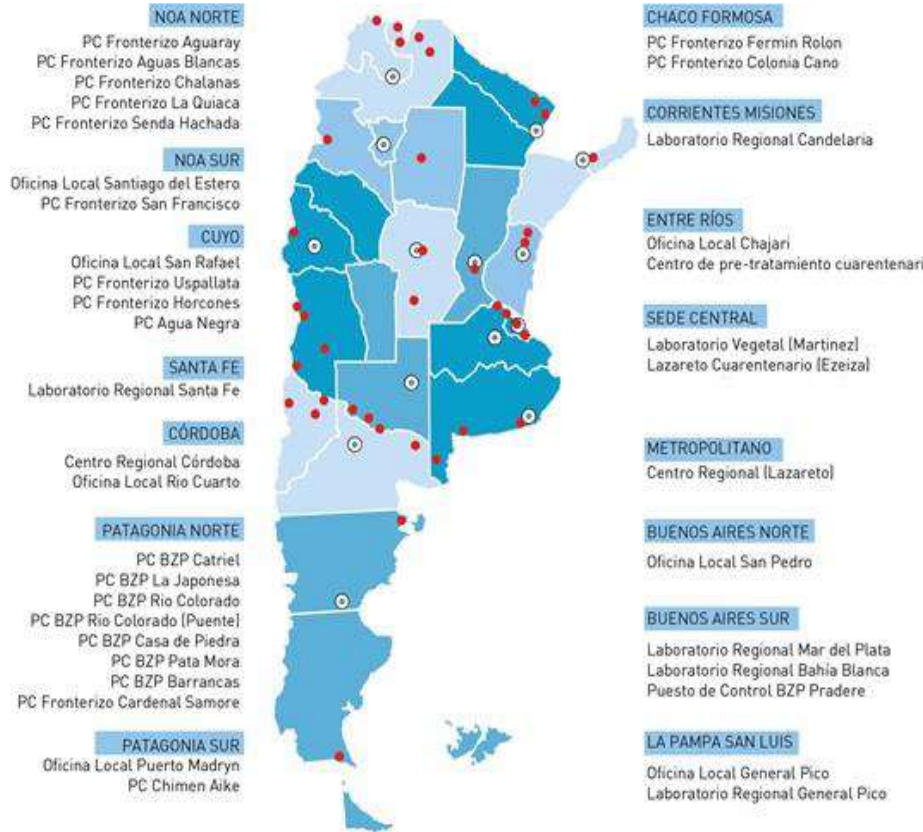 NOA NORTE
PC Fronterizo Aguaray
PC Fronterizo Aguas Blancas
PC Fronterizo Chalanas
PC Fronterizo La Quiaca
PC Fronterizo Senda Hachada
NOA SUR
Oficina Local Santiago del Estero
PC Fronterizo San Francisco
CUYO
Oficina Local San Rafael
PC Fronterizo Uspallata
PC Fronterizo Horcones
PC Agua Negra
SANTA FE
Laboratorio Regional Santa Fe
CÓRDOBA
Centro Regional Córdoba
Oficina Local Rio Cuarto
PATAGONIA NORTE
PC BZP Catriel
PC BZP La Japonesa
PC BZP Rio Colorado
PC BZP Rio Colorado (Puente)
PC BZP Casa de Piedra
PC BZP Pata Mora
PC BZP Barrancas
PC Fronterizo Cardenal Samore
PATAGONIA SUR
Oficina Local Puerto Madryn
PC Chimen Aike
CHACO FORMOSA
PC Fronterizo Fermin Rolon
PC Fronterizo Colonia Cano
CORRIENTES MISIONES
Laboratorio Regional Candelaria
ENTRE RÍOS
Oficina Local Chajari
Centro de pre-tratamiento cuarentenari
SEDE CENTRAL
Laboratorio Vegetal (Martinez)
Lazareto Cuarentenario (Ezeiza)
METROPOLITANO
Centro Regional (Lazareto)
BUENOS AIRES NORTE
Oficina Local San Pedro
BUENOS AIRES SUR
Laboratorio Regional Mar del Plata
Laboratorio Regional Bahía Blanca
Puesto de Control BZP Pradere
LA PAMPA SAN LUIS
Oficina Local General Pico
Laboratorio Regional General Pico